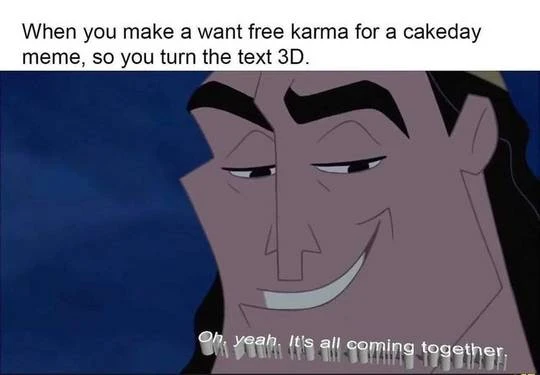 When you make a want free karma for a cakeday
meme, so you turn the text 3D.
Oh, yeah. It's all coming together.